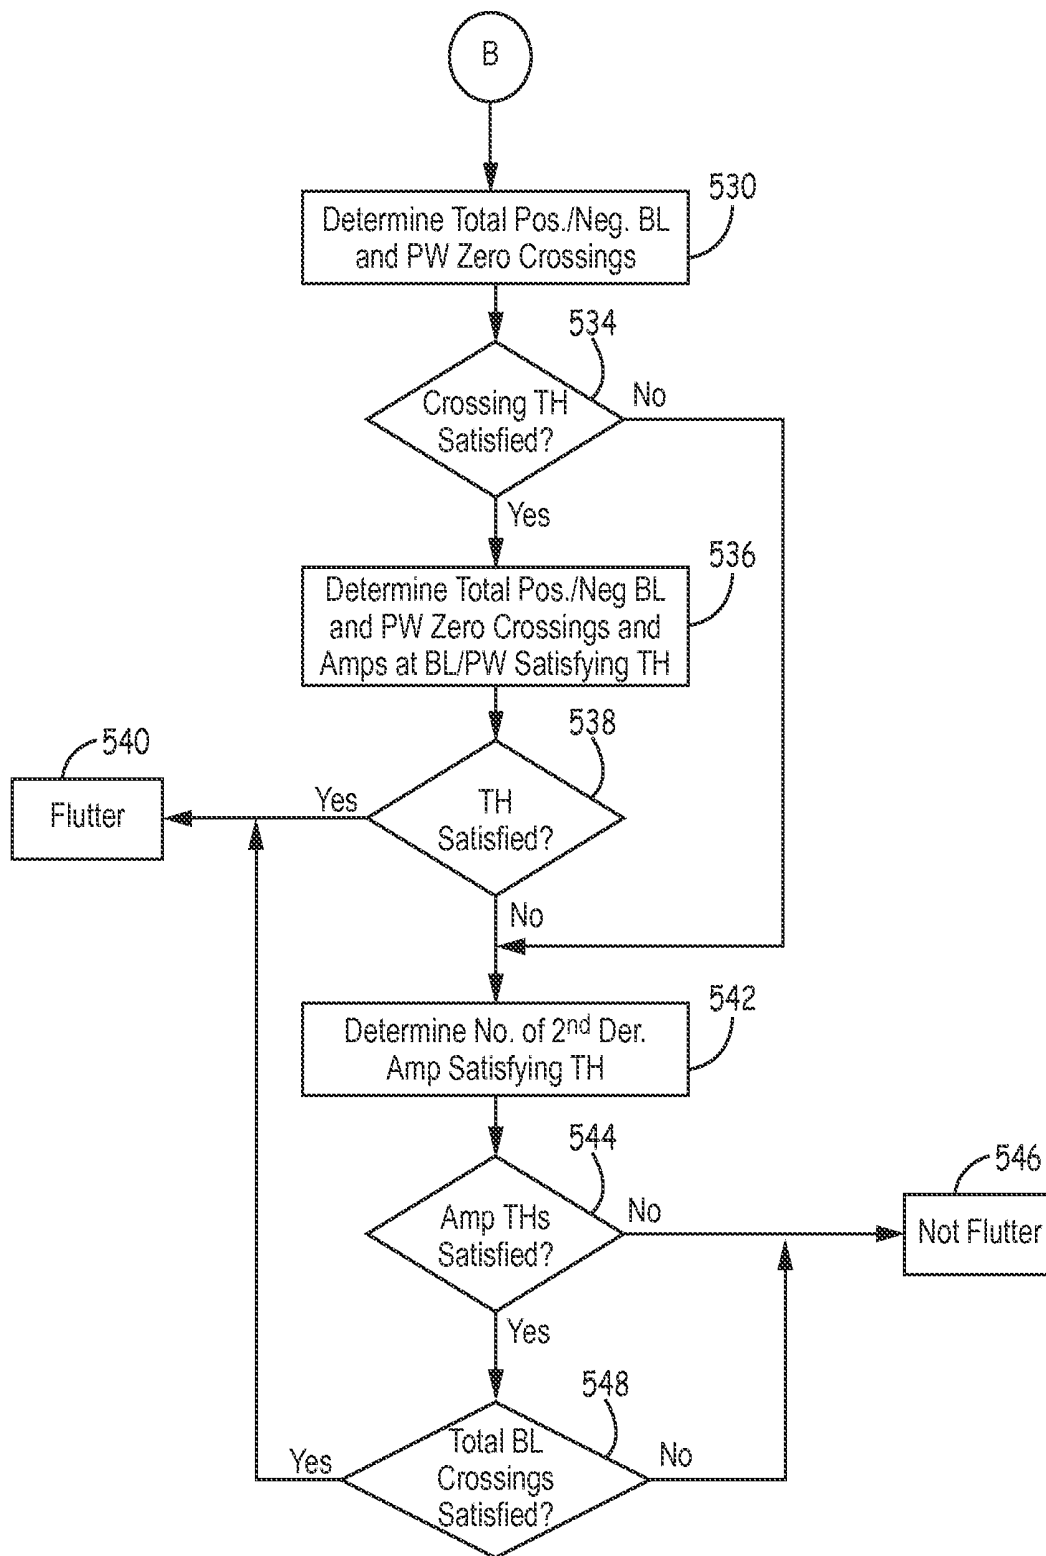 B
530
Determine Total Pos./Neg. BL
and PW Zero Crossings
534
Crossing TH
Satisfied?
No
Yes
536
Determine Total Pos./Neg BL
and PW Zero Crossings and
Amps at BL/PW Satisfying TH
538
540
Flutter
Yes
TH
Satisfied?
No
542
Determine No. of 2nd Der.
Amp Satisfying TH
544
546
Amp THs
Satisfied?
No
Not Flutter
Yes
548
Yes
Total BL
Crossings
Satisfied?
No